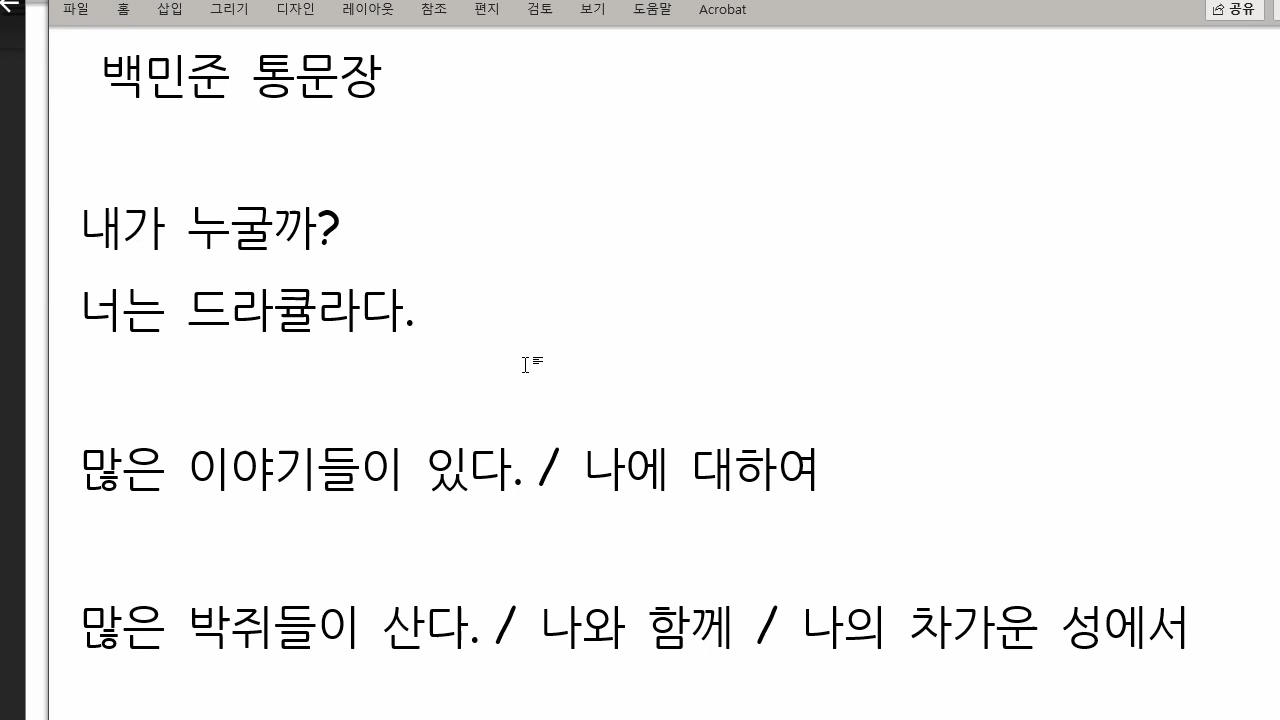 파일 홈 삽입 그리기 디자인 레이아웃 참조 편지 검토 보기 도움말 Acrobat 공유
백민준 통문장
내가 누굴까?
너는 드라큘라다.
많은 이야기들이 있다. / 나에 대하여
많은 박쥐들이 산다. / 나와 함께 / 나의 차가운 성에서